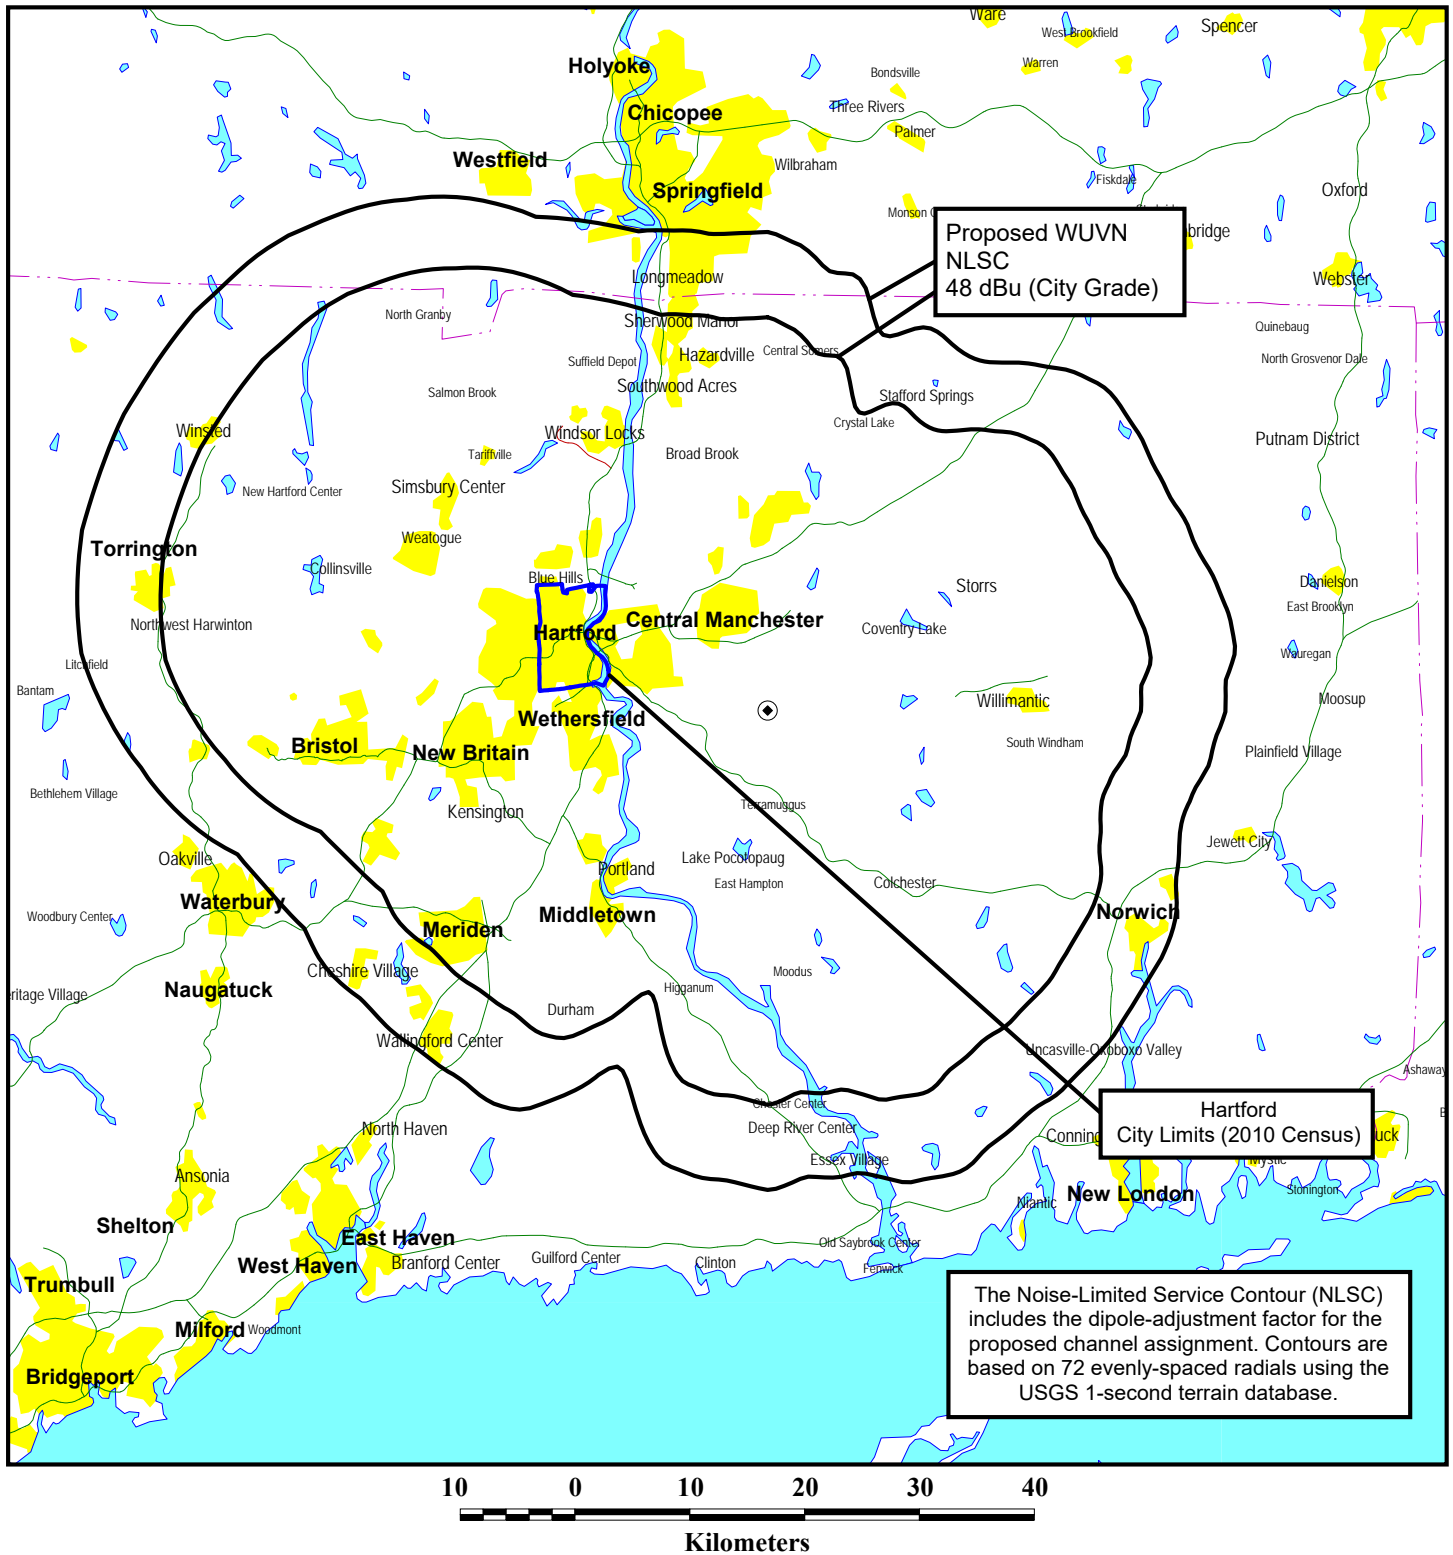 Ware
West Brookfield
Spencer
Holyoke
Bondsville
Warren
Three Rivers
Chicopee
Palmer
Westfield
Wilbraham
Fiskdale
Springfield
Oxford
Monson
Proposed WUVN
NLSC
48 dBu (City Grade)
bridge
Longmeadow
Webster
North Granby
Sherwood Manor
Quinebaug
Suffield Depot
Hazardville
Central Somers
North Grosvenor Dale
Southwood Acres
Salmon Brook
Stafford Springs
Crystal Lake
Winsted
Windsor Locks
Putnam District
Tariffville
Broad Brook
New Hartford Center
Simsbury Center
Weatogue
Torrington
Collinsville
Blue Hills
Storrs
Danielson
East Brooklyn
Northwest Harwinton
Hartford
Central Manchester
Coventry Lake
Wauregan
Litchfield
Bantam
Willimantic
Moosup
Wethersfield
Bristol
New Britain
South Windham
Plainfield Village
Bethlehem Village
Kensington
Terramuggus
Oakville
Lake Pocotopaug
Jewett City
Portland
East Hampton
Colchester
Waterbury
Woodbury Center
Middletown
Norwich
Meriden
Cheshire Village
Moodus
Naugatuck
Higganum
eritage Village
Durham
Wallingford Center
Uncasville-Oxoboxo Valley
Ashaway
Chester Center
Hartford
City Limits (2010 Census)
North Haven
Deep River Center
Conning
uck
Essex Village
Mystic
Ansonia
New London
Stonington
Niantic
Shelton
East Haven
Old Saybrook Center
West Haven
Branford Center
Guilford Center
Clinton
Fenwick
Trumbull
The Noise-Limited Service Contour (NLSC)
includes the dipole-adjustment factor for the
proposed channel assignment. Contours are
based on 72 evenly-spaced radials using the
USGS 1-second terrain database.
Milford
Woodmont
Bridgeport
10 0 10 20 30 40
Kilometers